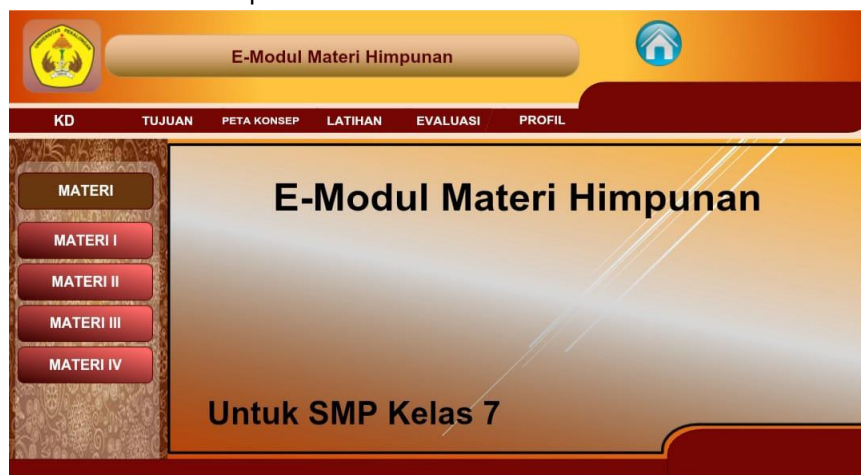 E-Modul Materi Himpunan
KD TUJUAN PETA KONSEP LATIHAN EVALUASI PROFIL
MATERI
MATERI I
MATERI II
MATERI III
MATERI IV
E-Modul Materi Himpunan
Untuk SMP Kelas 7